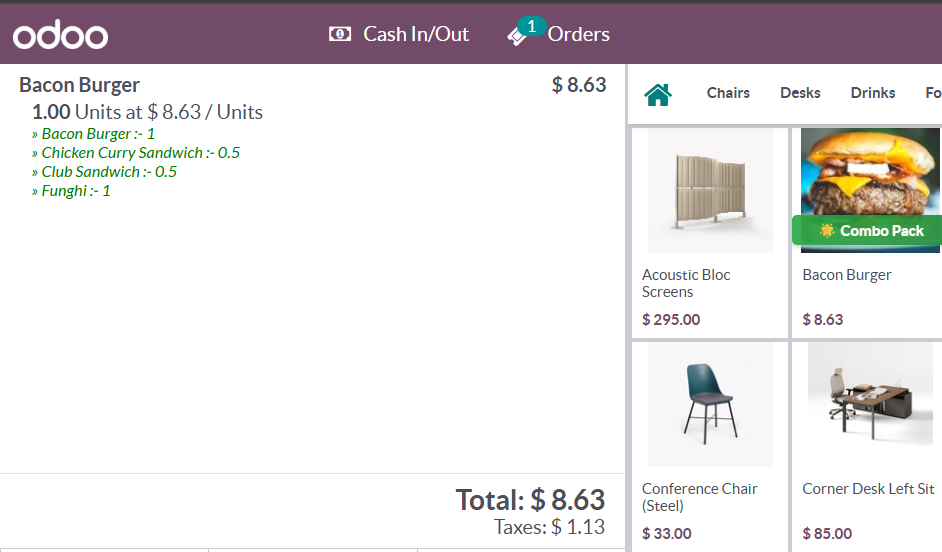 odoo
Cash In/Out
1
Orders
Bacon Burger
$ 8.63
1.00 Units at $ 8.63 / Units
» Bacon Burger :- 1
» Chicken Curry Sandwich :- 0.5
» Club Sandwich :- 0.5
» Funghi :- 1
Total: $ 8.63
Taxes: $ 1.13
Chairs
Desks
Drinks
Fo
Acoustic Bloc
Screens
$ 295.00
Combo Pack
Bacon Burger
$ 8.63
Conference Chair
(Steel)
$ 33.00
Corner Desk Left Sit
$ 85.00